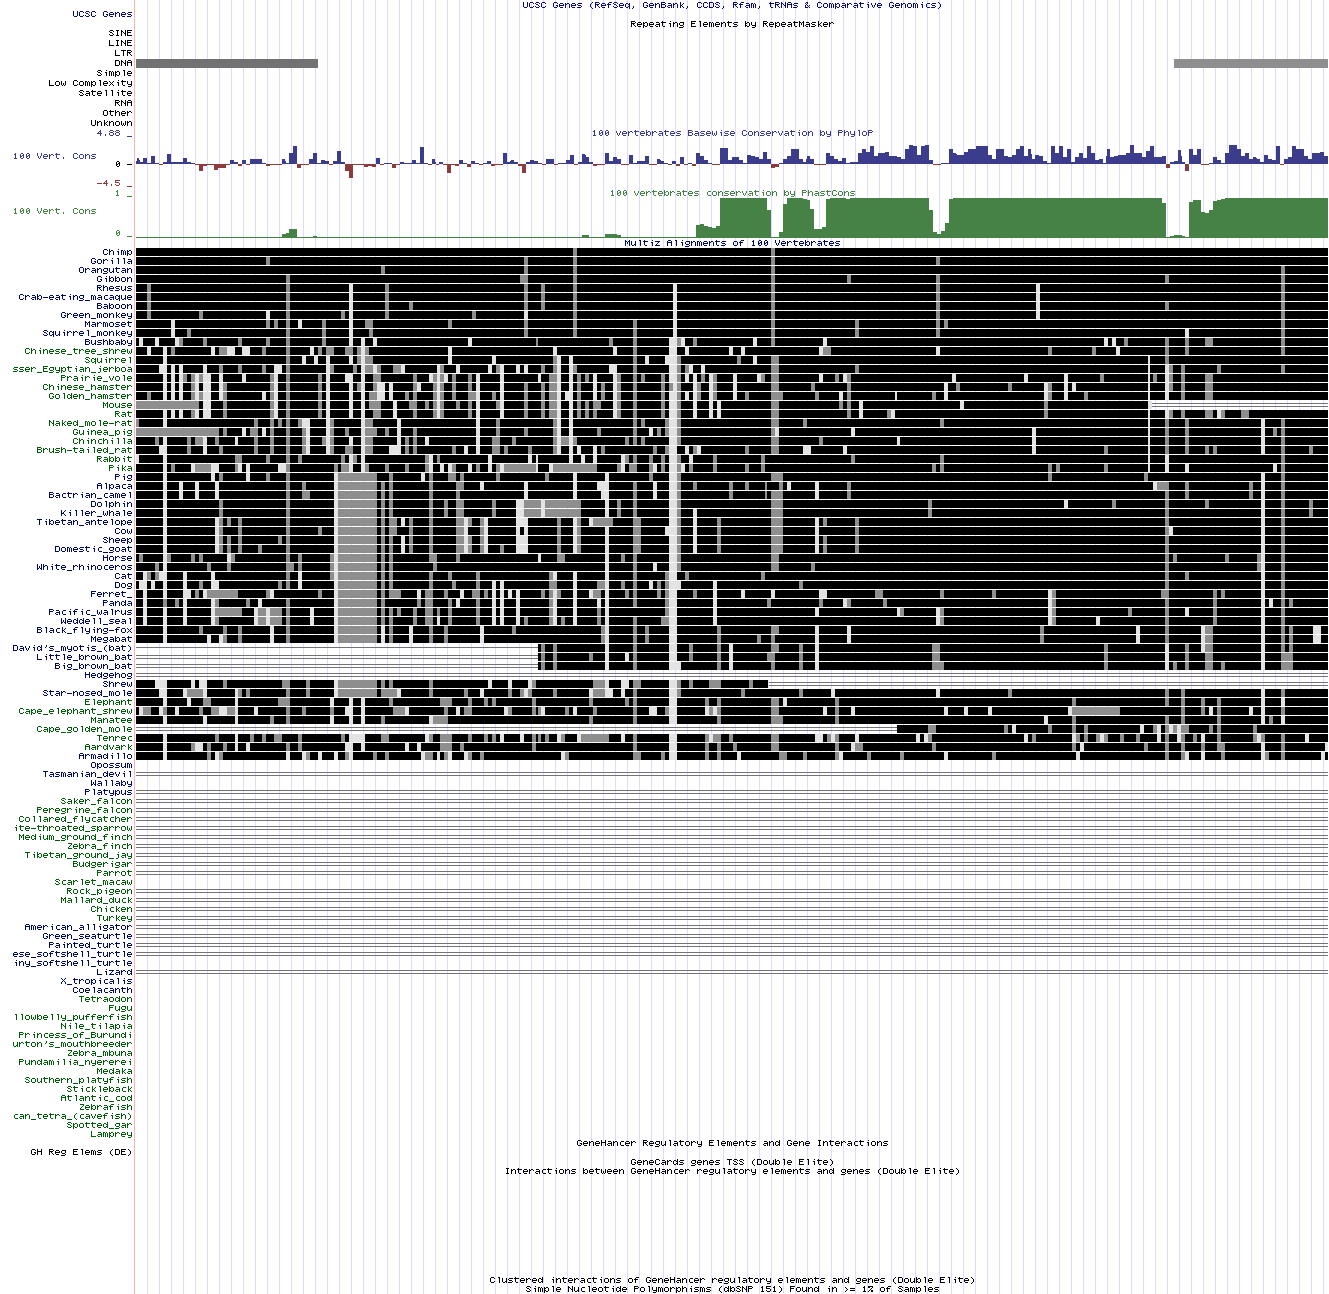 UCSC Genes (RefSeq, GenBank, CCDS, Rfam, tRNAs & Comparative Genomics)
UCSC Genes
Repeating Elements by RepeatMasker
SINE
LINE
LTR
DNA
Simple
Low Complexity
Satellite
RNA
Other
Unknown
4.88 _
100 vertebrates Basewise Conservation by PhyloP
100 Vert. Cons
0 -
-4.5 _
1 _
100 vertebrates conservation by PhastCons
100 Vert. Cons
0 _
Multiz Alignments of 100 Vertebrates
Chimp
Gorilla
Orangutan
Gibbon
Rhesus
Crab-eating_macaque
Baboon
Green_monkey
Marmoset
Squirrel_monkey
Bushbaby
Chinese_tree_shrew
Squirrel
sser_Egyptian_jerboa
Prairie_vole
Chinese_hamster
Golden_hamster
Mouse
Rat
Naked_mole-rat
Guinea_pig
Chinchilla
Brush-tailed_rat
Rabbit
Pika
Pig
Alpaca
Bactrian_camel
Dolphin
Killer_whale
Tibetan_antelope
Cow
Sheep
Domestic_goat
Horse
White_rhinoceros
Cat
Dog
Ferret_
Panda
Pacific_walrus
Weddell_seal
Black_flying-fox
Megabat
David's_myotis_(bat)
Little_brown_bat
Big_brown_bat
Hedgehog
Shrew
Star-nosed_mole
Elephant
Cape_elephant_shrew
Manatee
Cape_golden_mole
Tenrec
Aardvark
Armadillo
Opossum
Tasmanian_devil
Wallaby
Platypus
Saker_falcon
Peregrine_falcon
Collared_flycatcher
ite-throated_sparrow
Medium_ground_finch
Zebra_finch
Tibetan_ground_jay
Budgerigar
Parrot
Scarlet_macaw
Rock_pigeon
Mallard_duck
Chicken
Turkey
American_alligator
Green_seaturtle
Painted_turtle
ese_softshell_turtle
iny_softshell_turtle
Lizard
X_tropicalis
Coelacanth
Tetraodon
Fugu
llowbelly_pufferfish
Nile_tilapia
Princess_of_Burundi
urton's_mouthbreeder
Zebra_mbuna
Pundamilia_nyererei
Medaka
Southern_platyfish
Stickleback
Atlantic_cod
Zebrafish
can_tetra_(cavefish)
Spotted_gar
Lamprey
GeneHancer Regulatory Elements and Gene Interactions
GH Reg Elems (DE)
GeneCards genes TSS (Double Elite)
Interactions between GeneHancer regulatory elements and genes (Double Elite)
Clustered interactions of GeneHancer regulatory elements and genes (Double Elite)
Simple Nucleotide Polymorphisms (dbSNP 151) Found in >= 1% of Samples